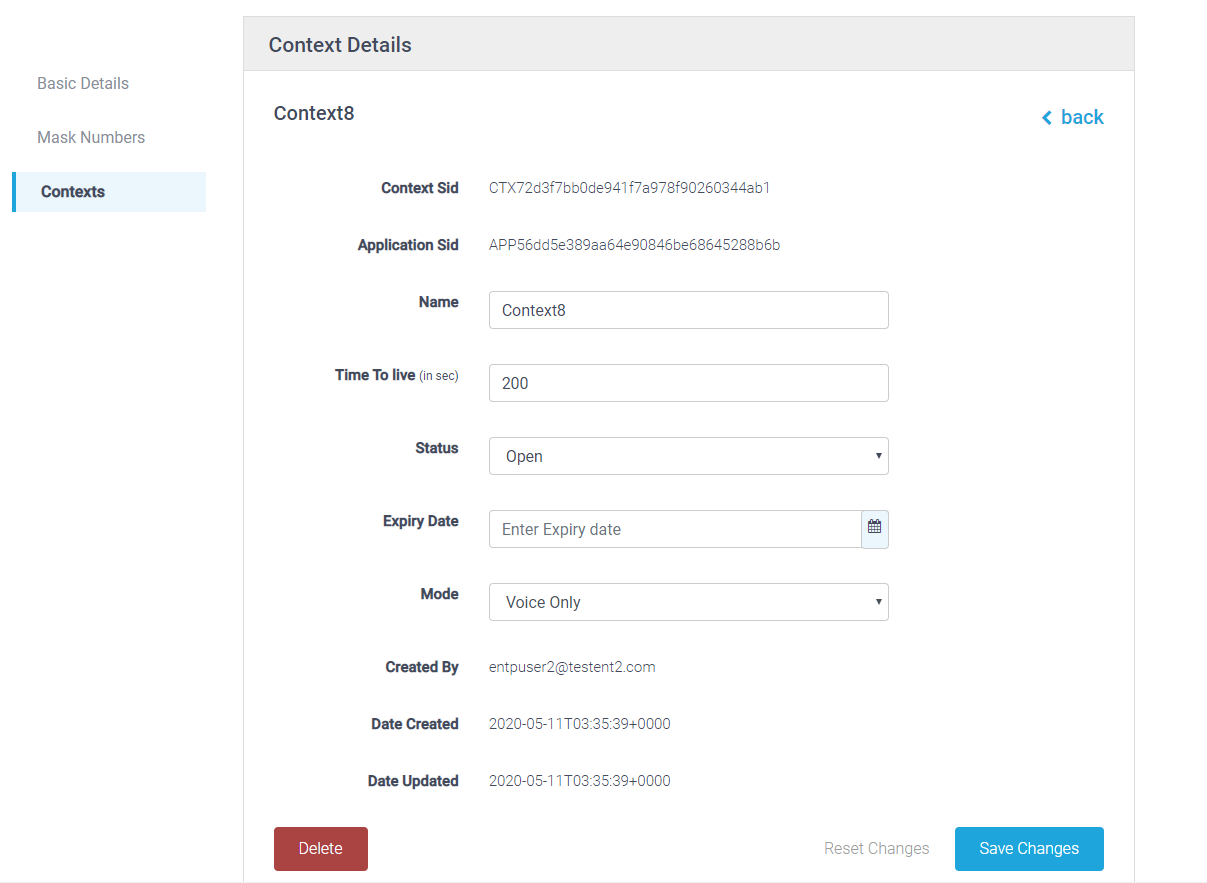 Context Details
Basic Details
Mask Numbers
Contexts
Context8
back
Context Sid CTX72d3f7bb0de941f7a978f90260344ab1
Application Sid APP56dd5e389aa64e90846be68645288b6b
Name Context8
Time To live (in sec) 200
Status Open
Expiry Date Enter Expiry date
Mode Voice Only
Created By entpuser2@testent2.com
Date Created 2020-05-11T03:35:39+0000
Date Updated 2020-05-11T03:35:39+0000
Delete Reset Changes Save Changes